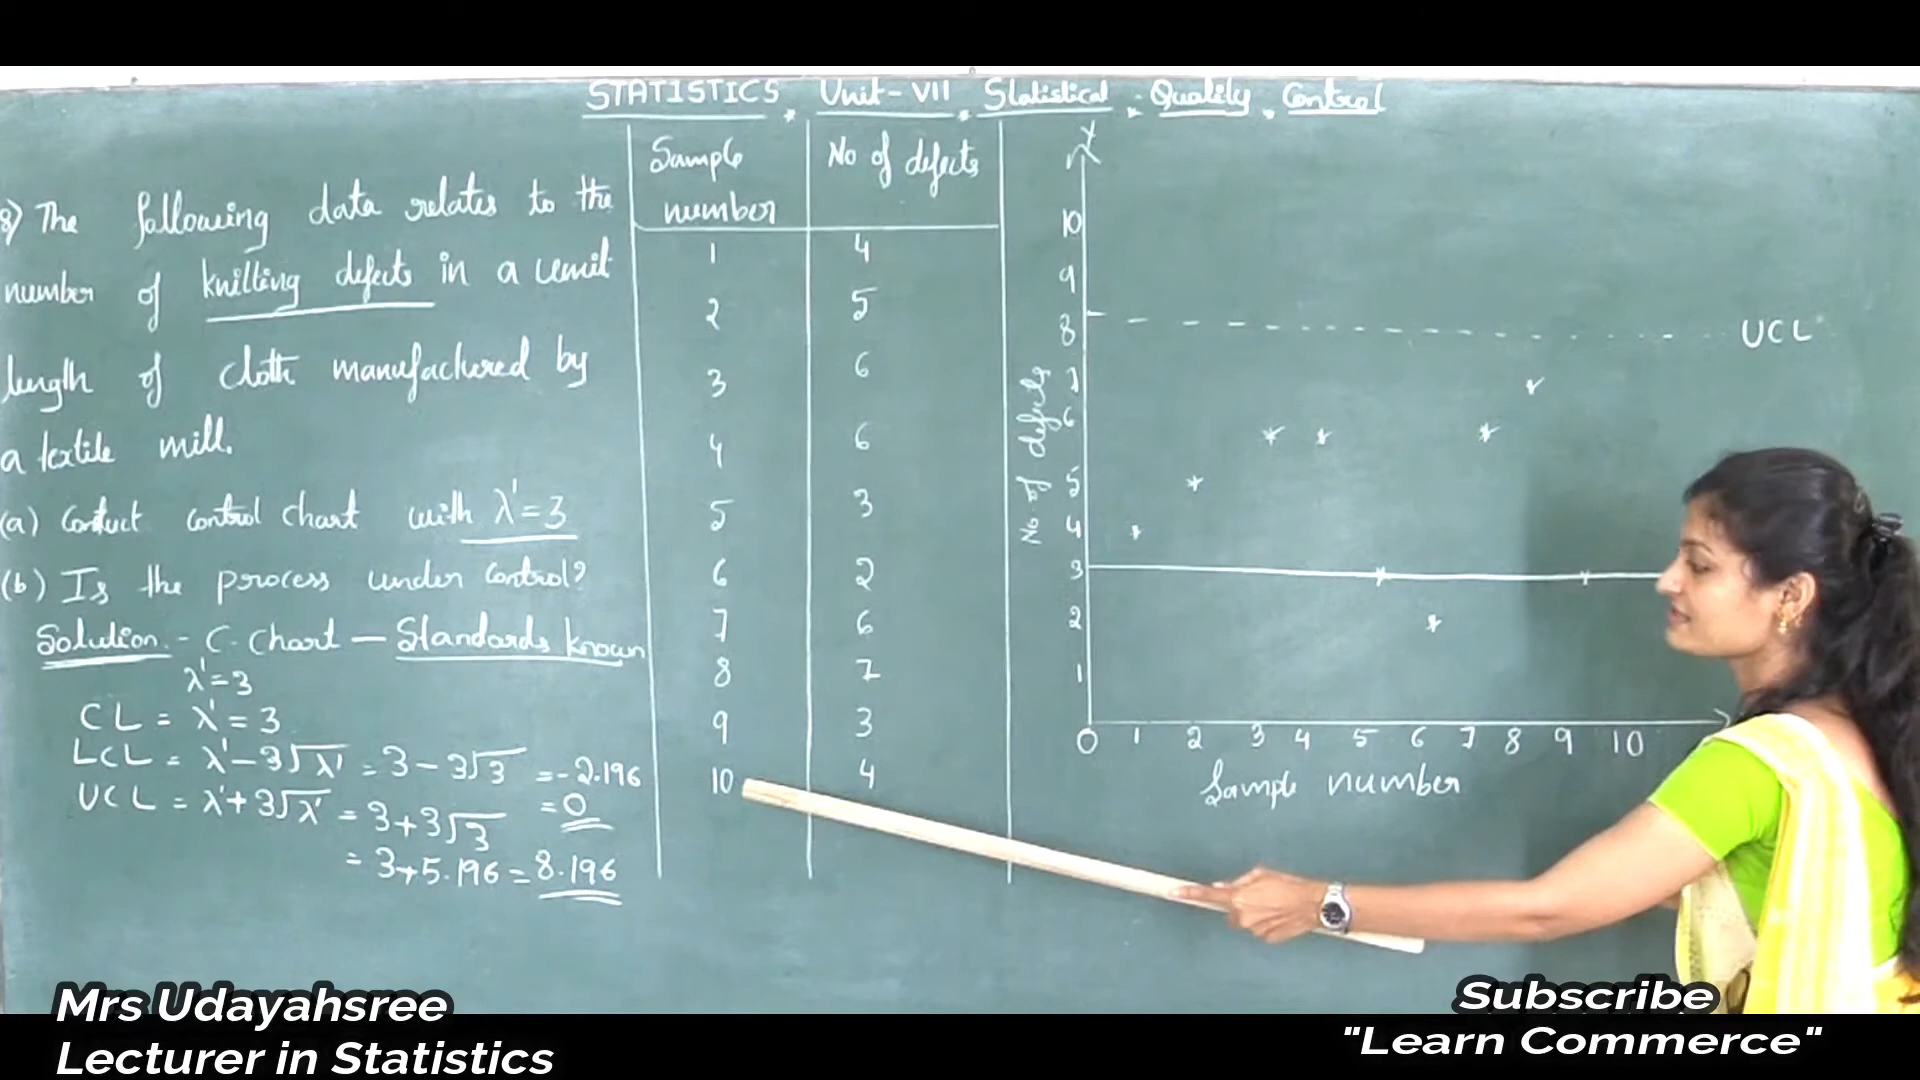 STATISTICS. Unit-VII. Statistical. Quality. Control
8) The following data relates to the
number of knitting defects in a unit
length of cloth manufactured by
a textile mill.
(a) Contuct control chart with λ'=3
(b) Is the process under control?
Solution - C-Chart — Standards known
λ'=3
CL = λ' = 3
LCL = λ'-3√λ' = 3-3√3 = -2.196
= 0
UCL = λ'+3√λ' = 3+3√3
= 3+5.196 = 8.196
Sample number No of defects
1 4
2 5
3 6
4 6
5 3
6 2
7 6
8 7
9 3
10 4
Y
10
9
8
7
6
5
4
3
2
1
No. of defects
UCL
0 1 2 3 4 5 6 7 8 9 10
Sample number
Mrs Udayahsree
Lecturer in Statistics
Subscribe
"Learn Commerce"